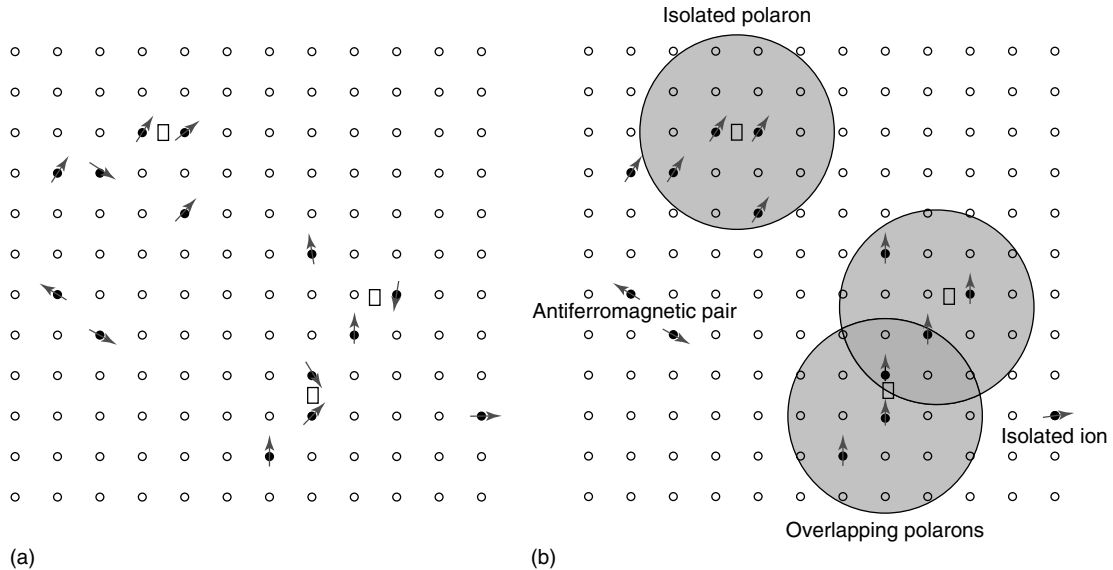 Isolated polaron
Antiferromagnetic pair
Isolated ion
Overlapping polarons
(a)
(b)